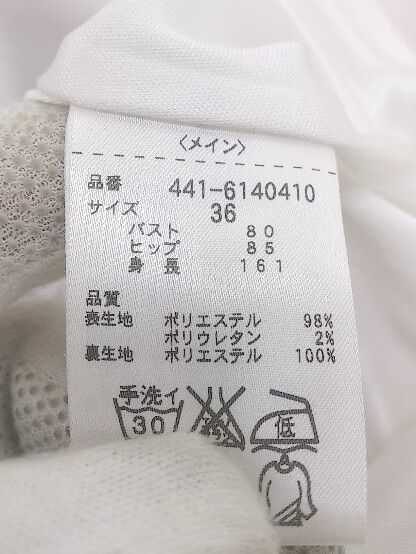 〈メイン〉
品番 441-6140410
サイズ 36
バスト 80
ヒップ 85
身長 161
品質
表生地 ポリエステル 98%
ポリウレタン 2%
裏生地 ポリエステル 100%
手洗イ
30 低